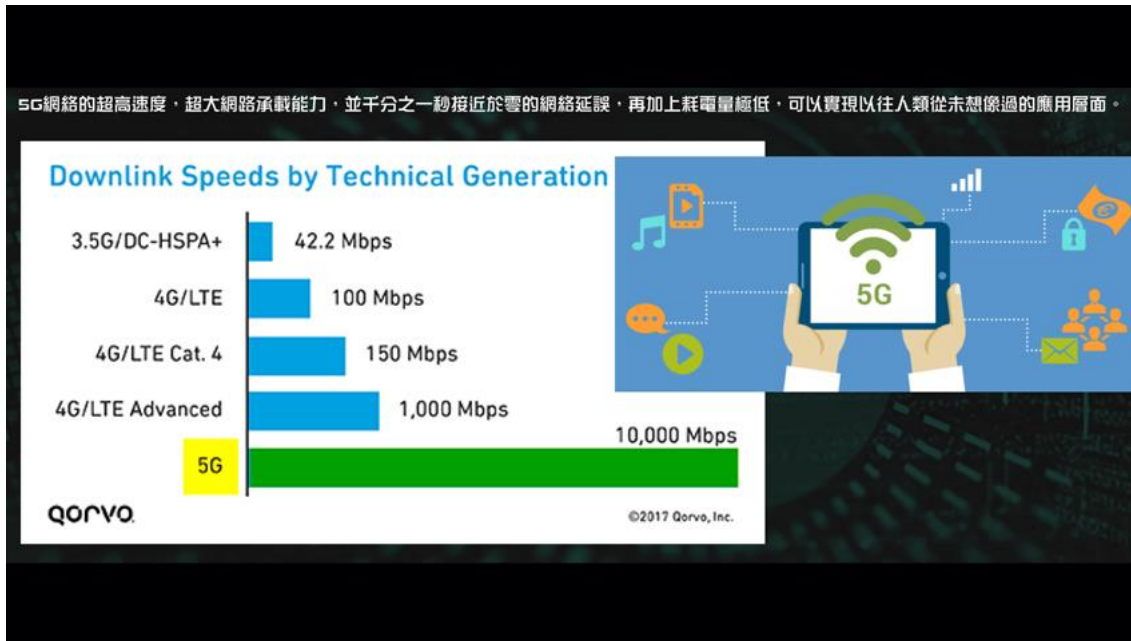 5G網絡的超高速度，超大網路承載能力，並千分之一秒接近於零的網絡延誤，再加上耗電量極低，可以實現以往人類從未想像過的應用層面。
Downlink Speeds by Technical Generation
3.5G/DC-HSPA+ 42.2 Mbps
4G/LTE 100 Mbps
4G/LTE Cat. 4 150 Mbps
4G/LTE Advanced 1,000 Mbps
5G 10,000 Mbps
QORVO
©2017 Qorvo, Inc.
5G